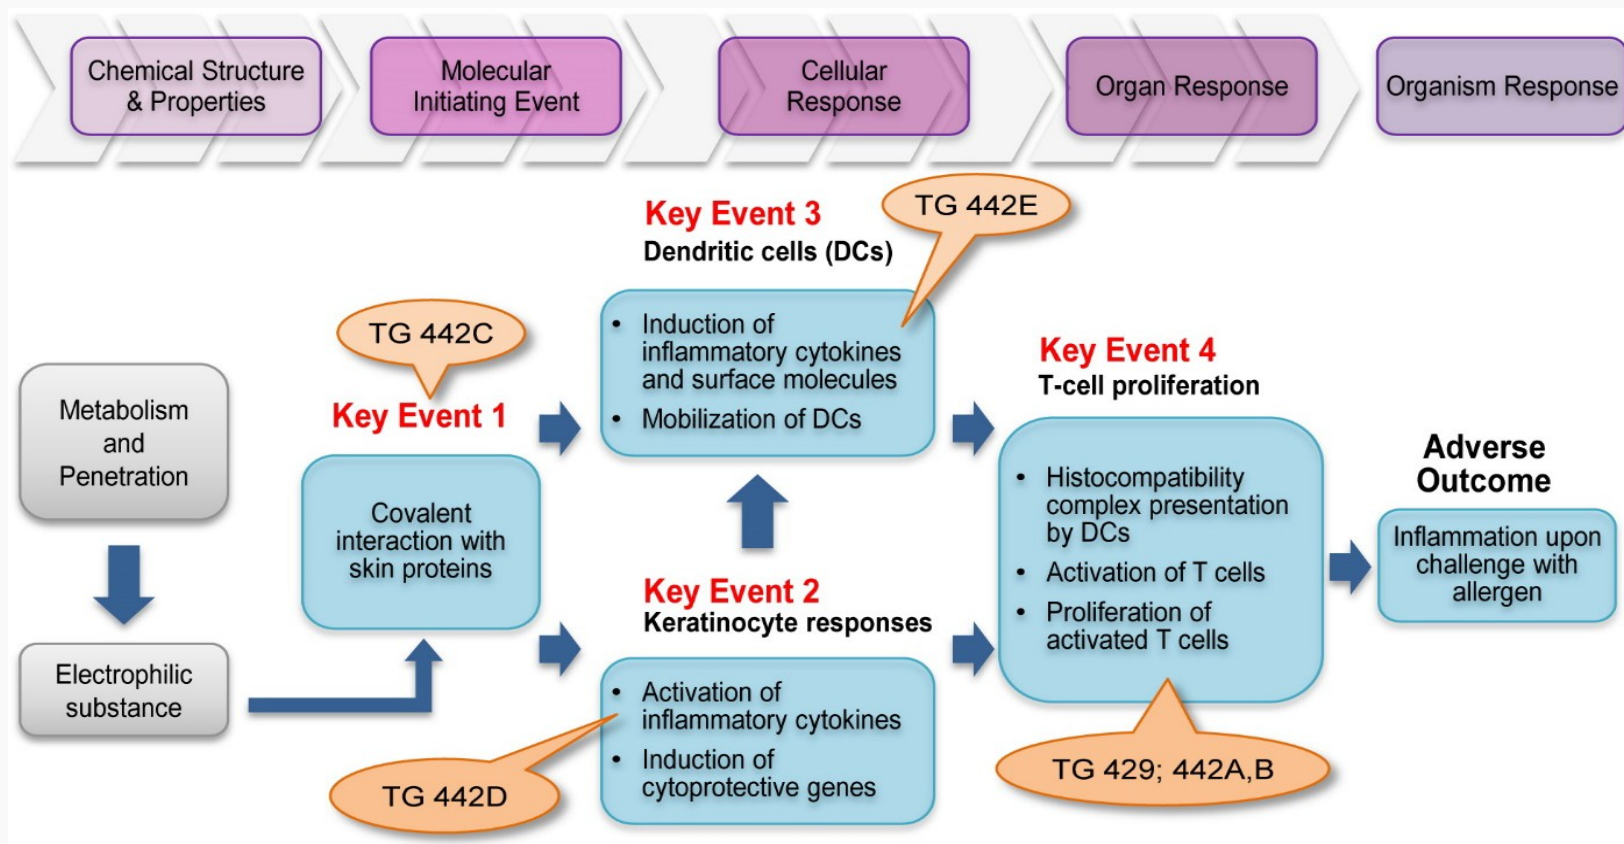 Chemical Structure
& Properties
Molecular
Initiating Event
Cellular
Response
Organ Response
Organism Response
TG 442E
Key Event 3
Dendritic cells (DCs)
• Induction of
inflammatory cytokines
and surface molecules
• Mobilization of DCs
TG 442C
Key Event 1
Covalent
interaction with
skin proteins
Metabolism
and
Penetration
Electrophilic
substance
Key Event 2
Keratinocyte responses
• Activation of
inflammatory cytokines
• Induction of
cytoprotective genes
TG 442D
Key Event 4
T-cell proliferation
• Histocompatibility
complex presentation
by DCs
• Activation of T cells
• Proliferation of
activated T cells
TG 429; 442A,B
Adverse
Outcome
Inflammation upon
challenge with
allergen